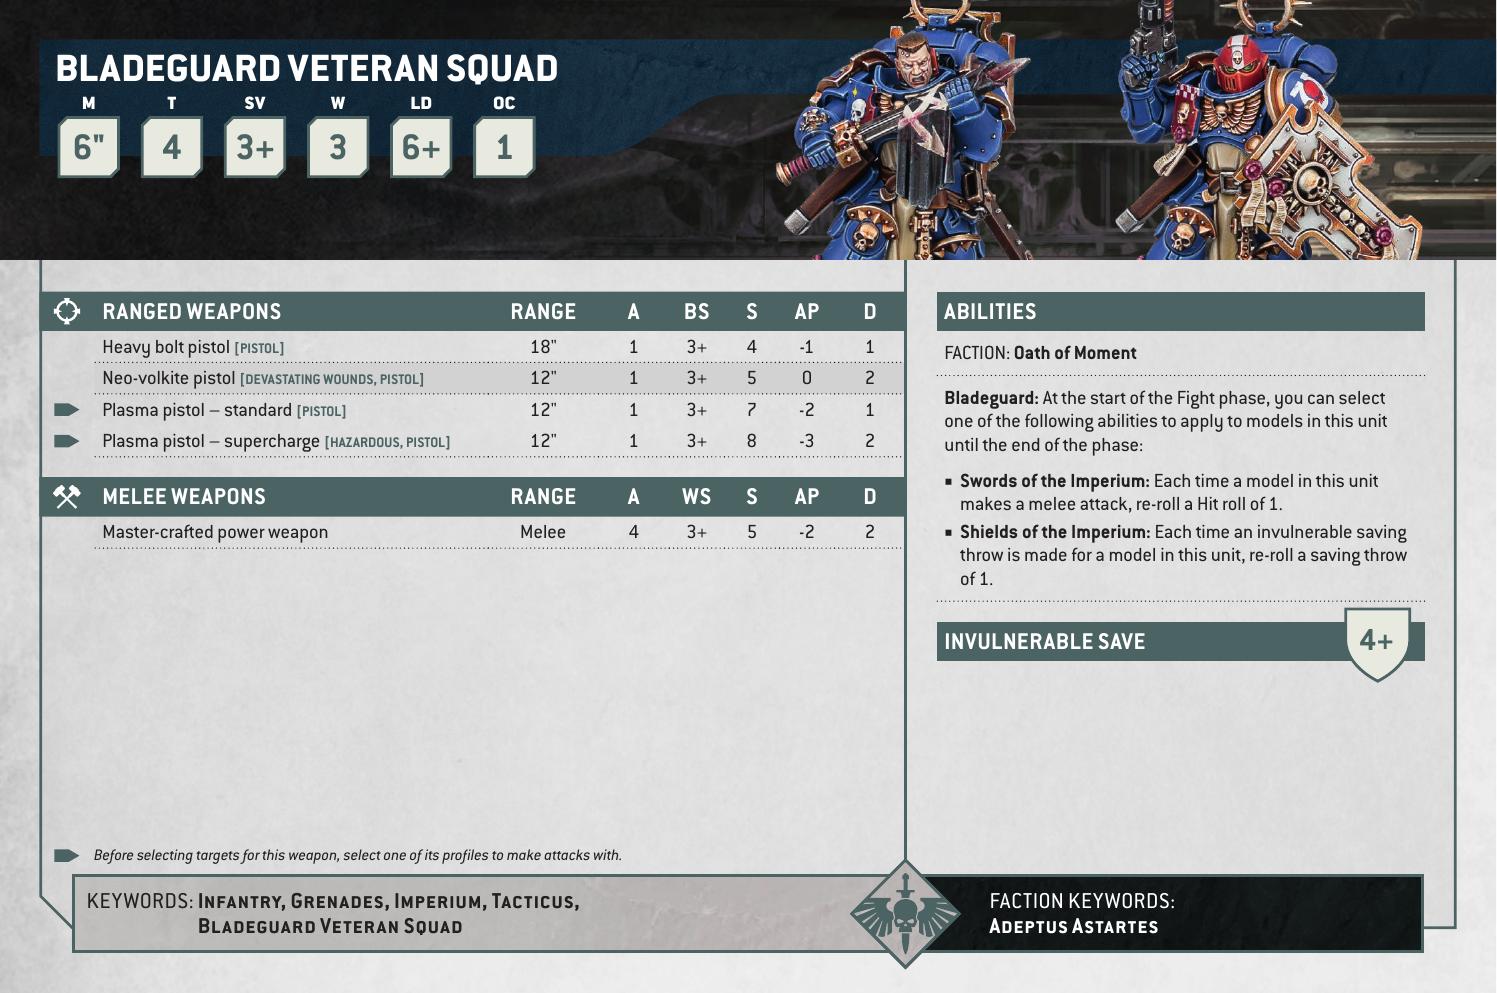 BLADEGUARD VETERAN SQUAD
M T SV W LD OC
6" 4 3+ 3 6+ 1
RANGED WEAPONS RANGE A BS S AP D
Heavy bolt pistol [PISTOL] 18" 1 3+ 4 -1 1
Neo-volkite pistol [DEVASTATING WOUNDS, PISTOL] 12" 1 3+ 5 0 2
Plasma pistol – standard [PISTOL] 12" 1 3+ 7 -2 1
Plasma pistol – supercharge [HAZARDOUS, PISTOL] 12" 1 3+ 8 -3 2
MELEE WEAPONS RANGE A WS S AP D
Master-crafted power weapon Melee 4 3+ 5 -2 2
Before selecting targets for this weapon, select one of its profiles to make attacks with.
ABILITIES
FACTION: Oath of Moment
Bladeguard: At the start of the Fight phase, you can select
one of the following abilities to apply to models in this unit
until the end of the phase:
▪ Swords of the Imperium: Each time a model in this unit
makes a melee attack, re-roll a Hit roll of 1.
▪ Shields of the Imperium: Each time an invulnerable saving
throw is made for a model in this unit, re-roll a saving throw
of 1.
INVULNERABLE SAVE 4+
KEYWORDS: INFANTRY, GRENADES, IMPERIUM, TACTICUS,
BLADEGUARD VETERAN SQUAD
FACTION KEYWORDS:
ADEPTUS ASTARTES